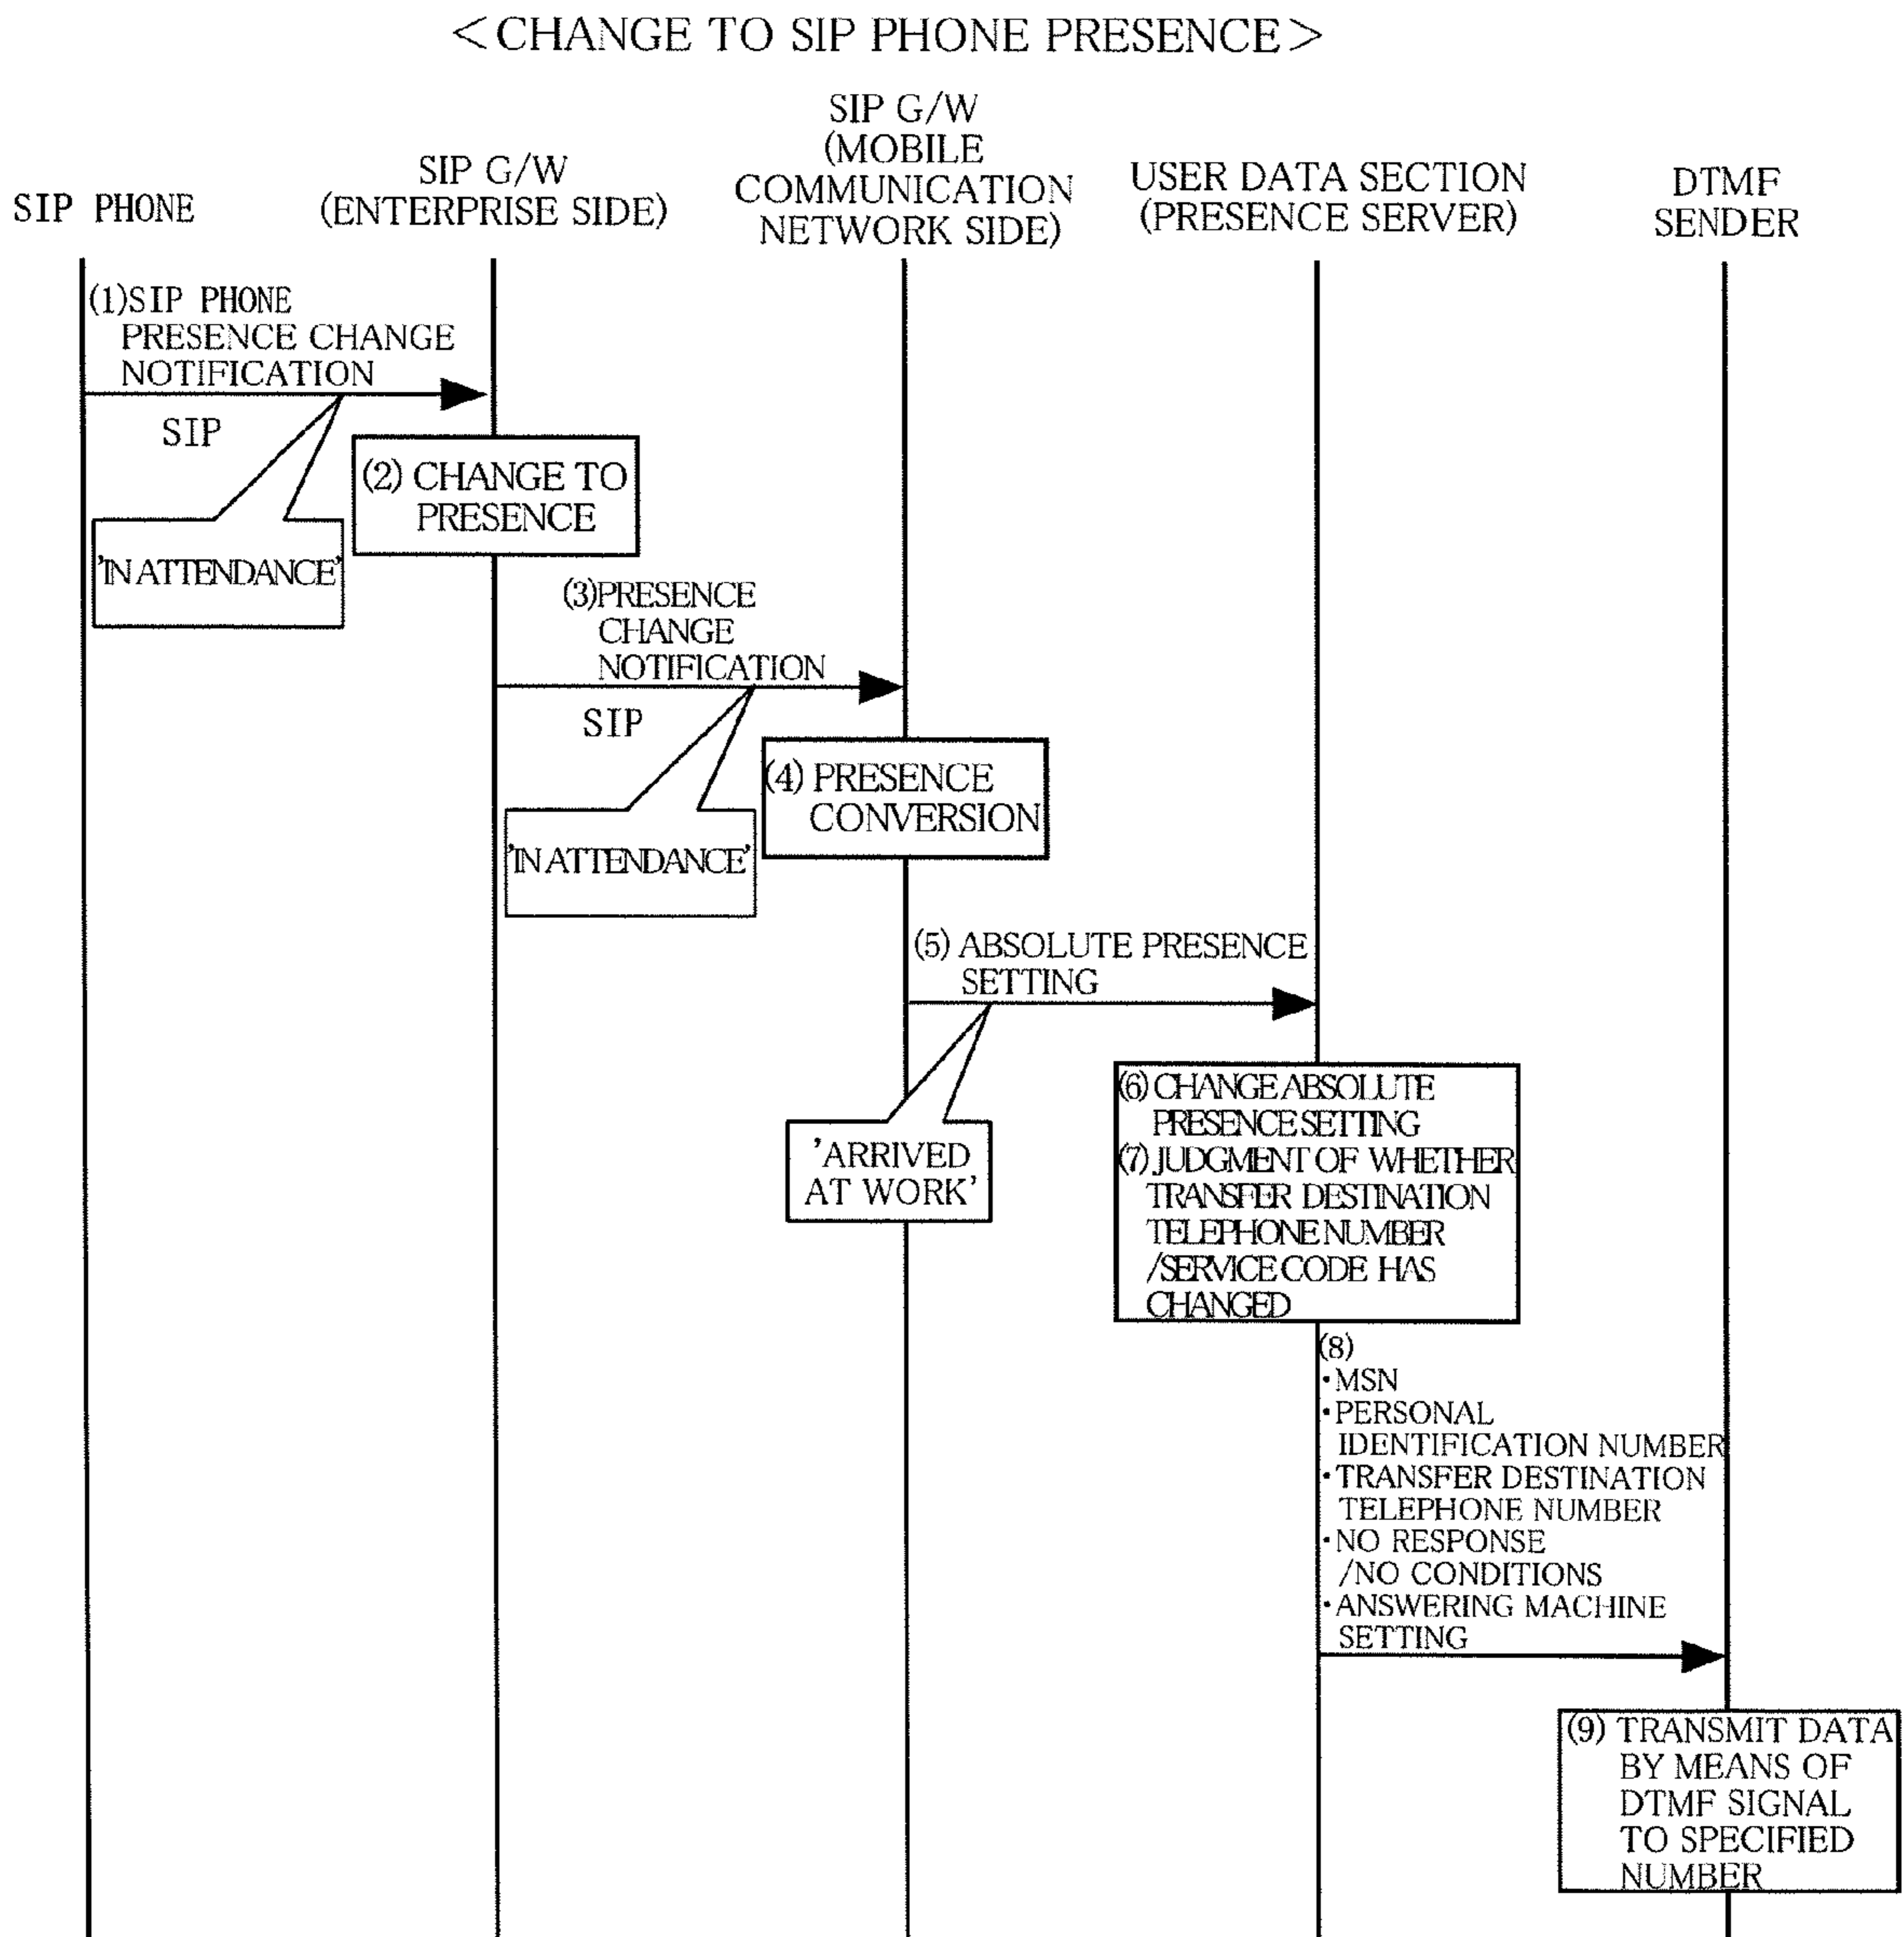 <CHANGE TO SIP PHONE PRESENCE>
SIP PHONE
SIP G/W
(ENTERPRISE SIDE)
SIP G/W
(MOBILE
COMMUNICATION
NETWORK SIDE)
USER DATA SECTION
(PRESENCE SERVER)
DTMF
SENDER
(1)SIP PHONE
PRESENCE CHANGE
NOTIFICATION
SIP
'IN ATTENDANCE'
(2) CHANGE TO
PRESENCE
(3)PRESENCE
CHANGE
NOTIFICATION
SIP
'IN ATTENDANCE'
(4) PRESENCE
CONVERSION
(5) ABSOLUTE PRESENCE
SETTING
'ARRIVED
AT WORK'
(6) CHANGE ABSOLUTE
PRESENCE SETTING
(7) JUDGMENT OF WHETHER
TRANSFER DESTINATION
TELEPHONE NUMBER
/SERVICE CODE HAS
CHANGED
(8)
・MSN
・PERSONAL
IDENTIFICATION NUMBER
・TRANSFER DESTINATION
TELEPHONE NUMBER
・NO RESPONSE
/NO CONDITIONS
・ANSWERING MACHINE
SETTING
(9) TRANSMIT DATA
BY MEANS OF
DTMF SIGNAL
TO SPECIFIED
NUMBER